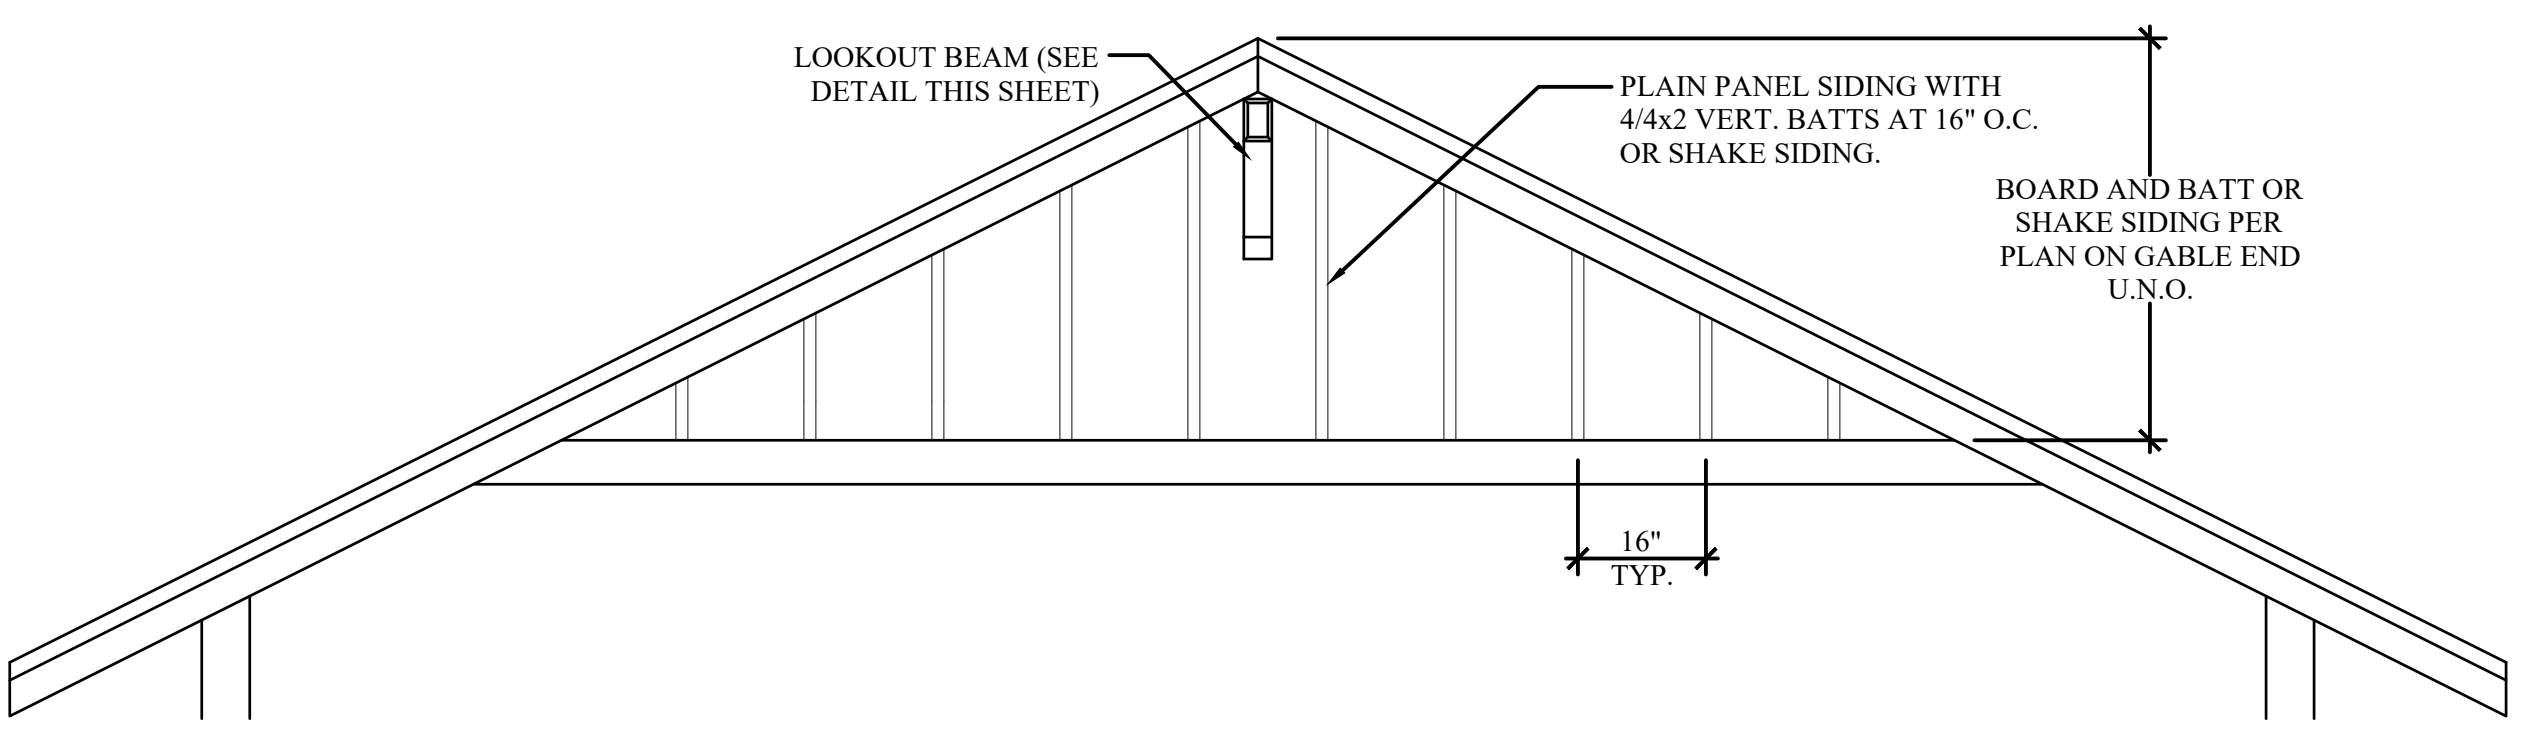 LOOKOUT BEAM (SEE
DETAIL THIS SHEET)
PLAIN PANEL SIDING WITH
4/4x2 VERT. BATTS AT 16" O.C.
OR SHAKE SIDING.
BOARD AND BATT OR
SHAKE SIDING PER
PLAN ON GABLE END
U.N.O.
16"
TYP.